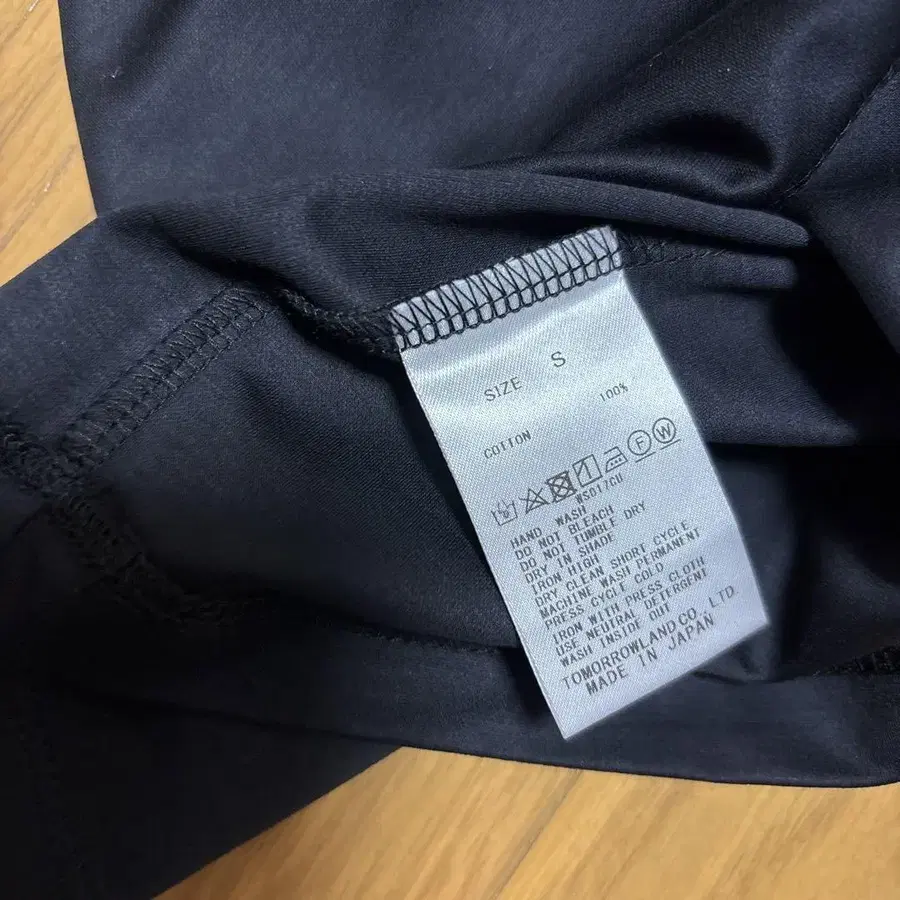 SIZE S
100%
COTTON
F W
WS017CU
HAND WASH
DO NOT BLEACH
DO NOT TUMBLE DRY
DRY IN SHADE
IRON HIGH
DRY CLEAN SHORT CYCLE
MACHINE WASH PERMANENT
PRESS CYCLE COLD
IRON WITH PRESS CLOTH
USE NEUTRAL DETERGENT
WASH INSIDE OUT
TOMORROWLAND CO., LTD.
MADE IN JAPAN